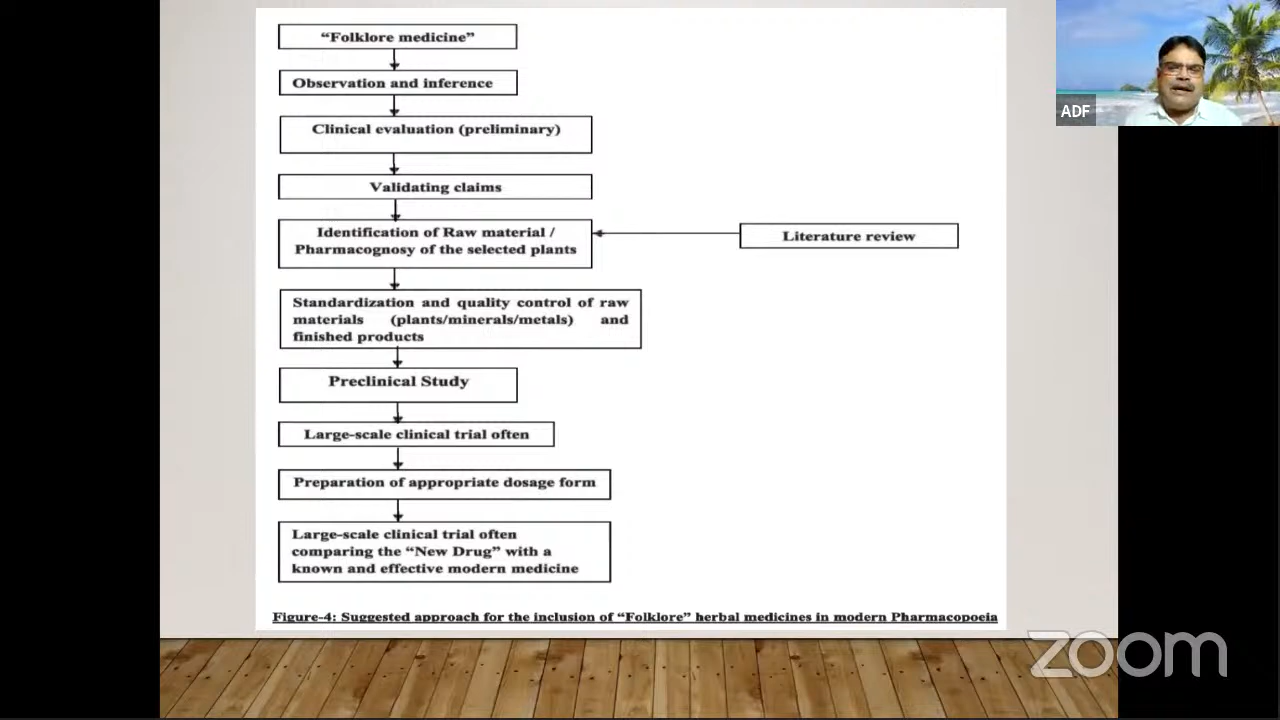 “Folklore medicine”
Observation and inference
Clinical evaluation (preliminary)
Validating claims
Identification of Raw material /
Pharmacognosy of the selected plants
Literature review
Standardization and quality control of raw
materials (plants/minerals/metals) and
finished products
Preclinical Study
Large-scale clinical trial often
Preparation of appropriate dosage form
Large-scale clinical trial often
comparing the “New Drug” with a
known and effective modern medicine
Figure-4: Suggested approach for the inclusion of “Folklore” herbal medicines in modern Pharmacopoeia
ADF
zoom